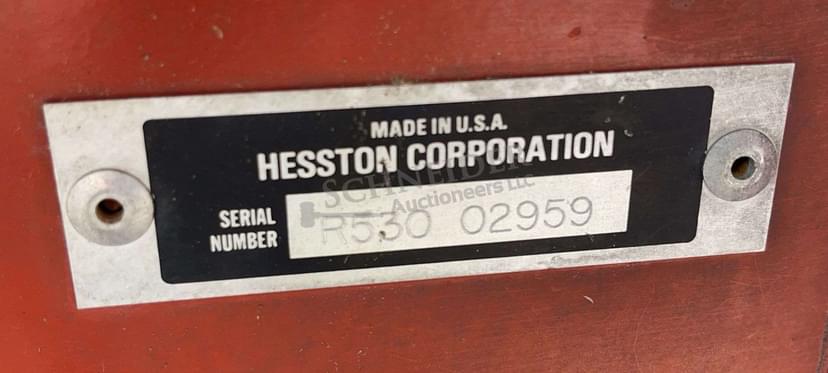 MADE IN U.S.A.
HESSTON CORPORATION
SCHNEIDER
Auctioneers LLC
SERIAL
NUMBER
R530 02959